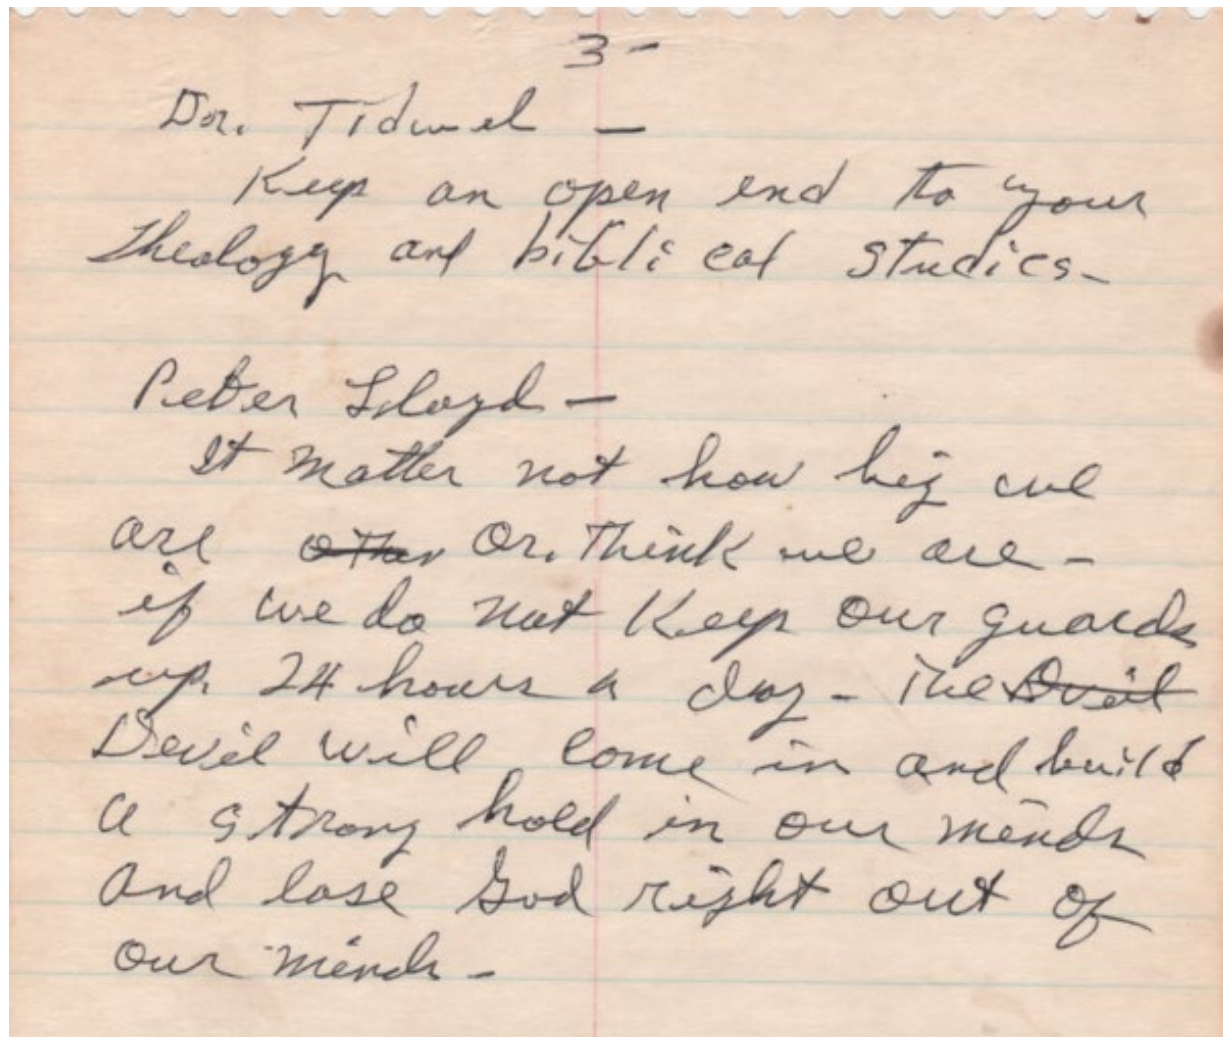 3 -
Dr. Tidwel —
Keep an open end to your
Theology and biblical studies-
Peter Lloyd -
It matter not how big we
are or think we are -
if we do not Keep our guards
up 24 hours a day - The Devil
Devil will come in and build
a strong hold in our minds
and lose God right out of
our minds -